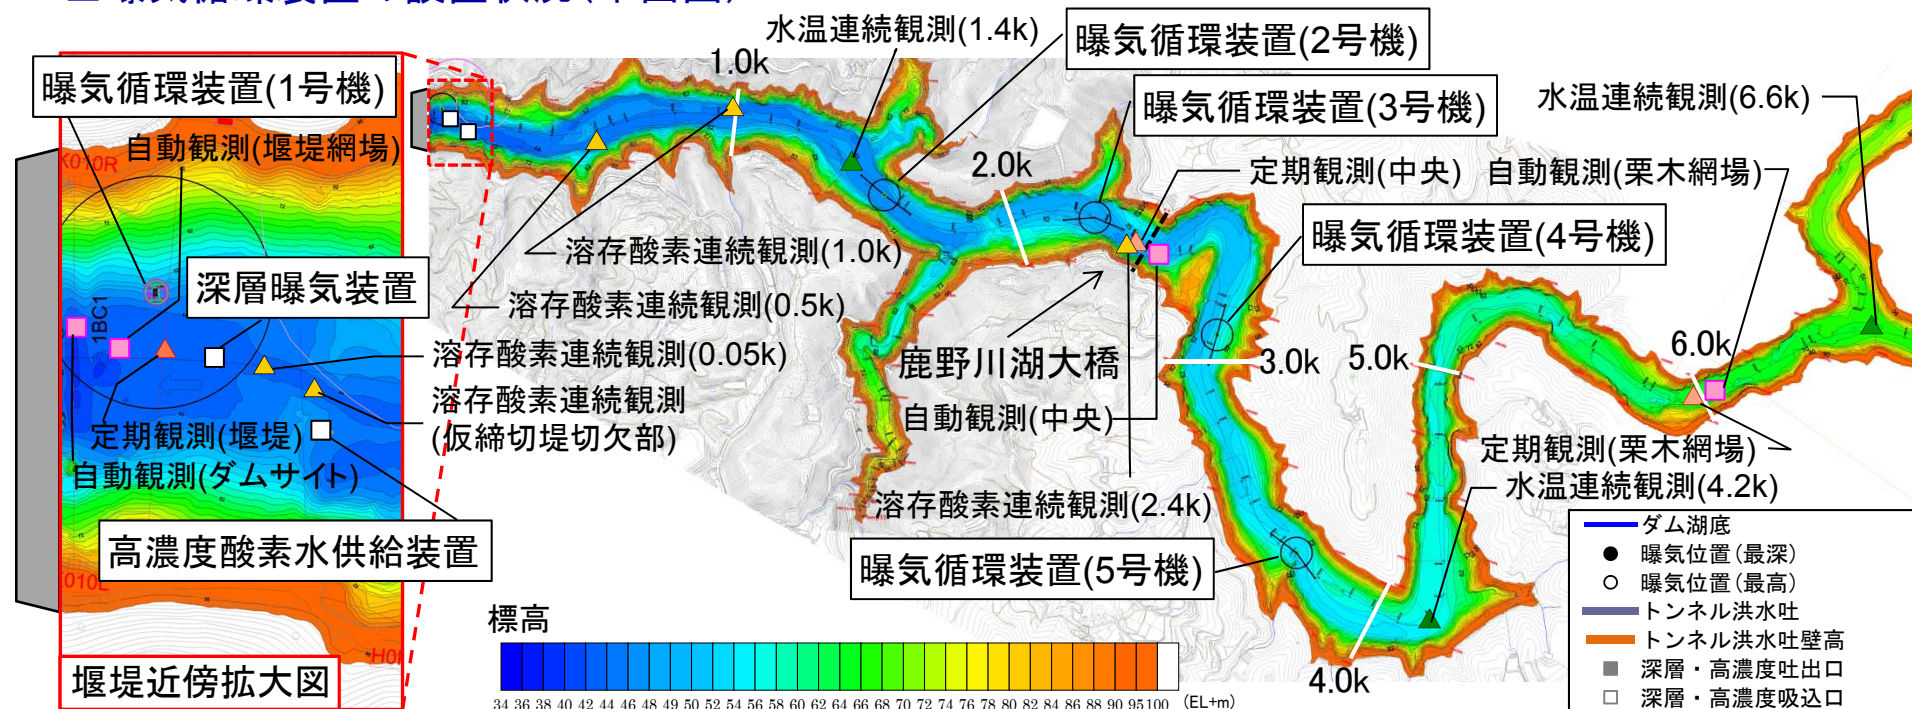 曝気循環装置(1号機)
自動観測(堰堤網場)
K010R
1BC1
深層曝気装置
溶存酸素連続観測(0.05k)
溶存酸素連続観測
(仮締切堤切欠部)
定期観測(堰堤)
自動観測(ダムサイト)
高濃度酸素水供給装置
堰堤近傍拡大図
水温連続観測(1.4k)
1.0k
曝気循環装置(2号機)
曝気循環装置(3号機)
水温連続観測(6.6k)
2.0k
定期観測(中央)
自動観測(栗木網場)
溶存酸素連続観測(1.0k)
溶存酸素連続観測(0.5k)
曝気循環装置(4号機)
鹿野川湖大橋
自動観測(中央)
3.0k
5.0k
6.0k
溶存酸素連続観測(2.4k)
定期観測(栗木網場)
水温連続観測(4.2k)
曝気循環装置(5号機)
4.0k
標高
34 36 38 40 42 44 46 48 49 50 52 54 56 58 60 62 64 66 68 70 72 74 76 78 80 82 84 86 88 90 95 100 (EL+m)
ダム湖底
曝気位置(最深)
曝気位置(最高)
トンネル洪水吐
トンネル洪水吐壁高
深層・高濃度吐出口
深層・高濃度吸込口